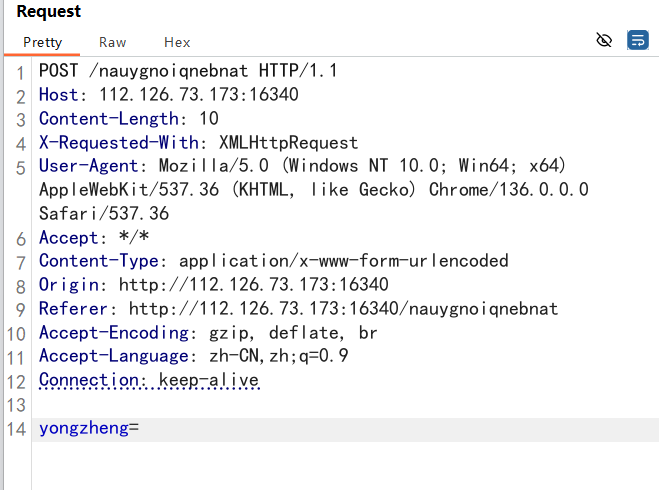 Request
Pretty Raw Hex
1 POST /nauygnoiqnebnat HTTP/1.1
2 Host: 112.126.73.173:16340
3 Content-Length: 10
4 X-Requested-With: XMLHttpRequest
5 User-Agent: Mozilla/5.0 (Windows NT 10.0; Win64; x64)
AppleWebKit/537.36 (KHTML, like Gecko) Chrome/136.0.0.0
Safari/537.36
6 Accept: */*
7 Content-Type: application/x-www-form-urlencoded
8 Origin: http://112.126.73.173:16340
9 Referer: http://112.126.73.173:16340/nauygnoiqnebnat
10 Accept-Encoding: gzip, deflate, br
11 Accept-Language: zh-CN,zh;q=0.9
12 Connection: keep-alive
13
14 yongzheng=